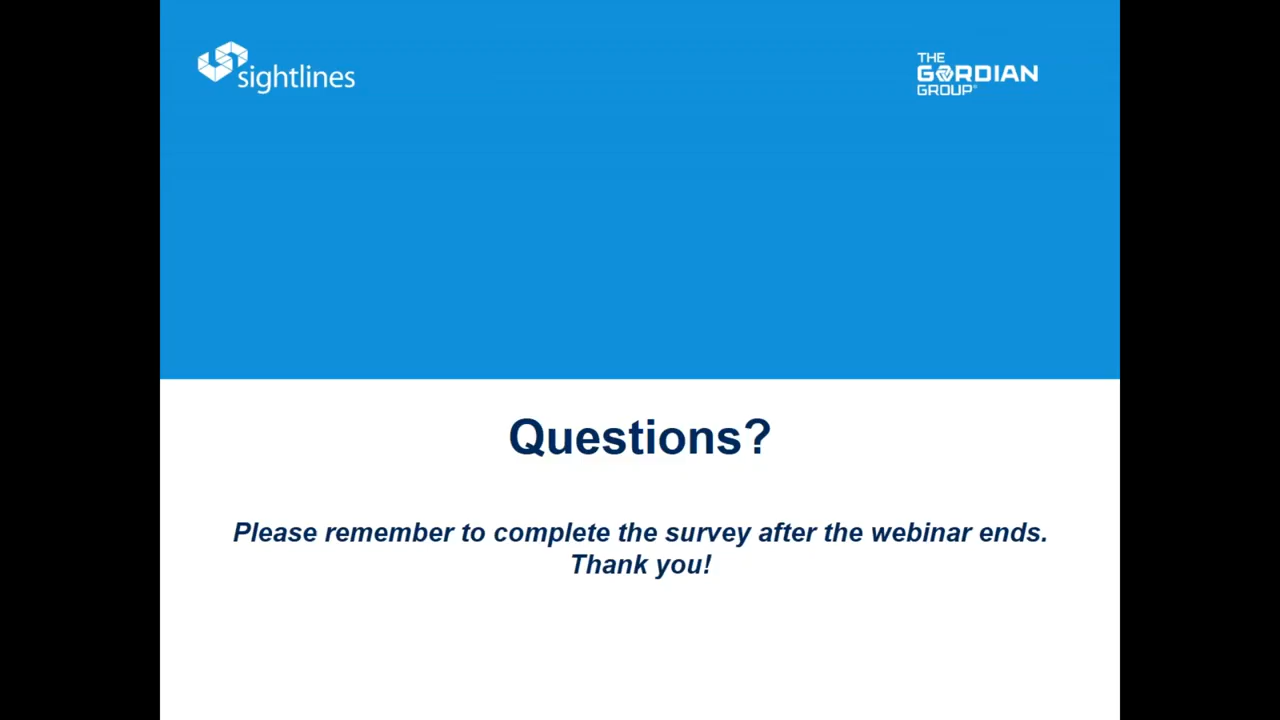 sightlines
THE
GORDIAN
GROUP®
Questions?
Please remember to complete the survey after the webinar ends.
Thank you!